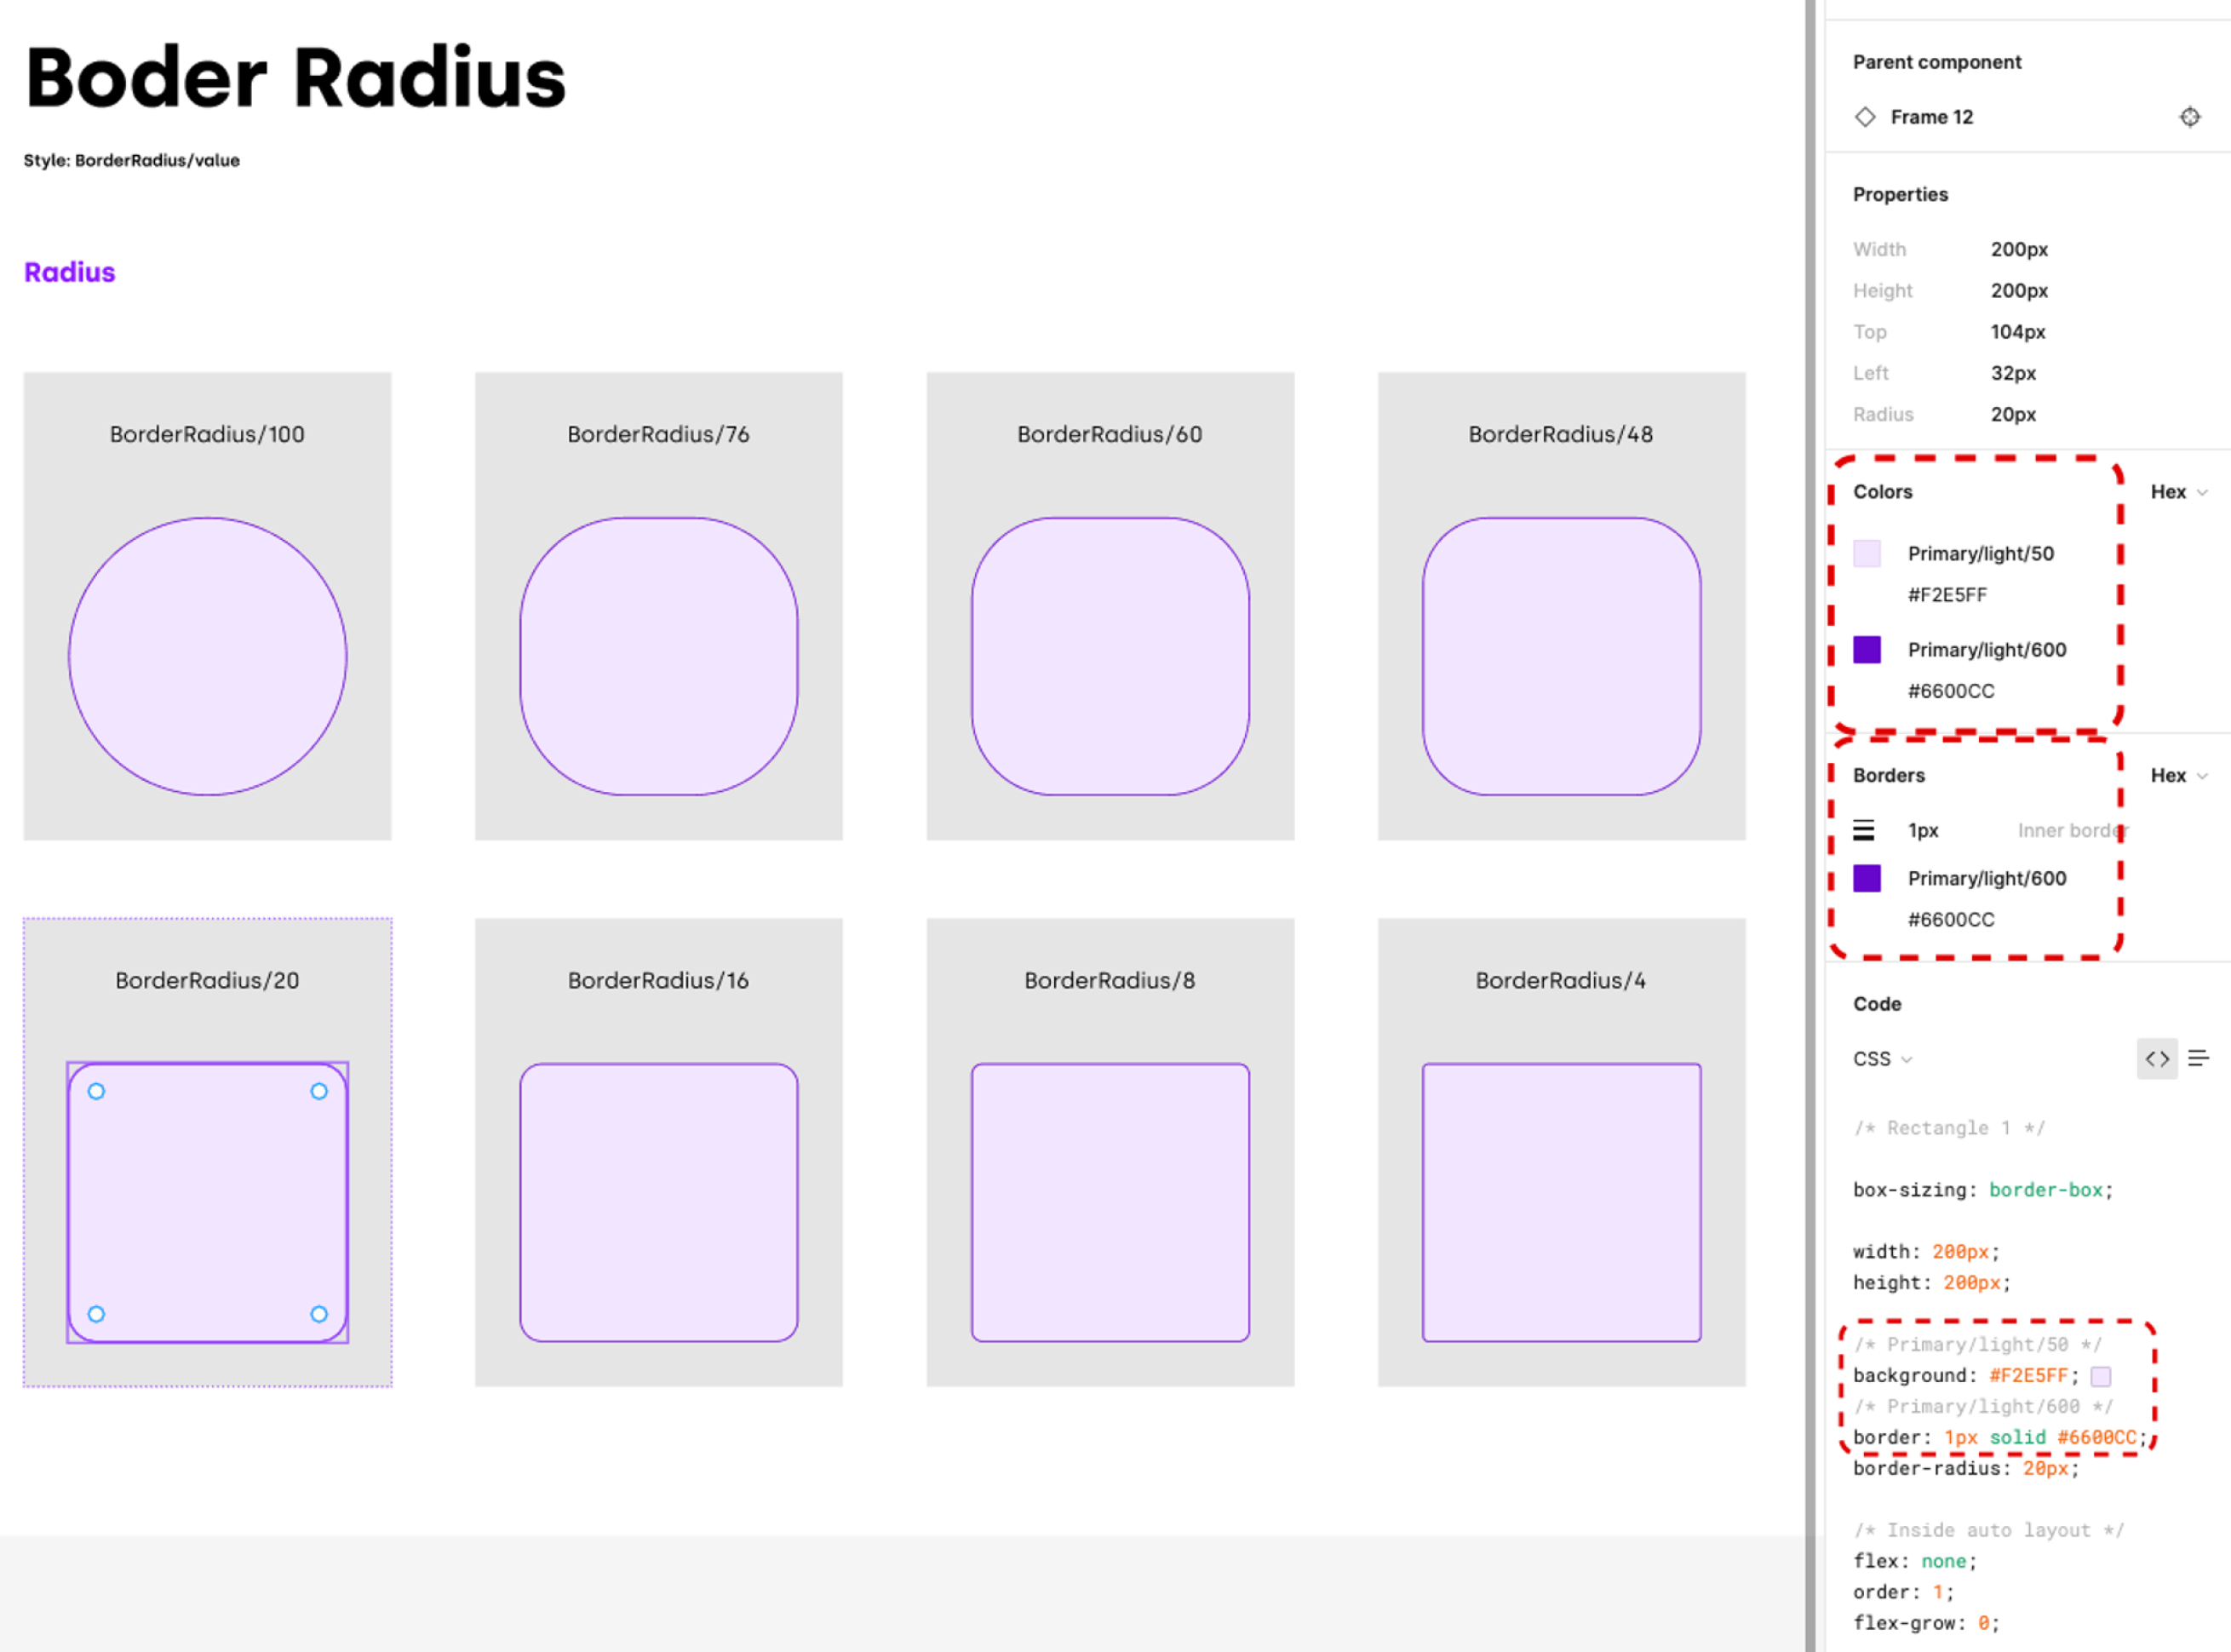 Boder Radius
Style: BorderRadius/value
Radius
BorderRadius/100
BorderRadius/76
BorderRadius/60
BorderRadius/48
BorderRadius/20
BorderRadius/16
BorderRadius/8
BorderRadius/4
Parent component
Frame 12
Properties
Width 200px
Height 200px
Top 104px
Left 32px
Radius 20px
Colors Hex
Primary/light/50
#F2E5FF
Primary/light/600
#6600CC
Borders Hex
1px Inner border
Primary/light/600
#6600CC
Code
CSS
/* Rectangle 1 */
box-sizing: border-box;
width: 200px;
height: 200px;
/* Primary/light/50 */
background: #F2E5FF;
/* Primary/light/600 */
border: 1px solid #6600CC;
border-radius: 20px;
/* Inside auto layout */
flex: none;
order: 1;
flex-grow: 0;